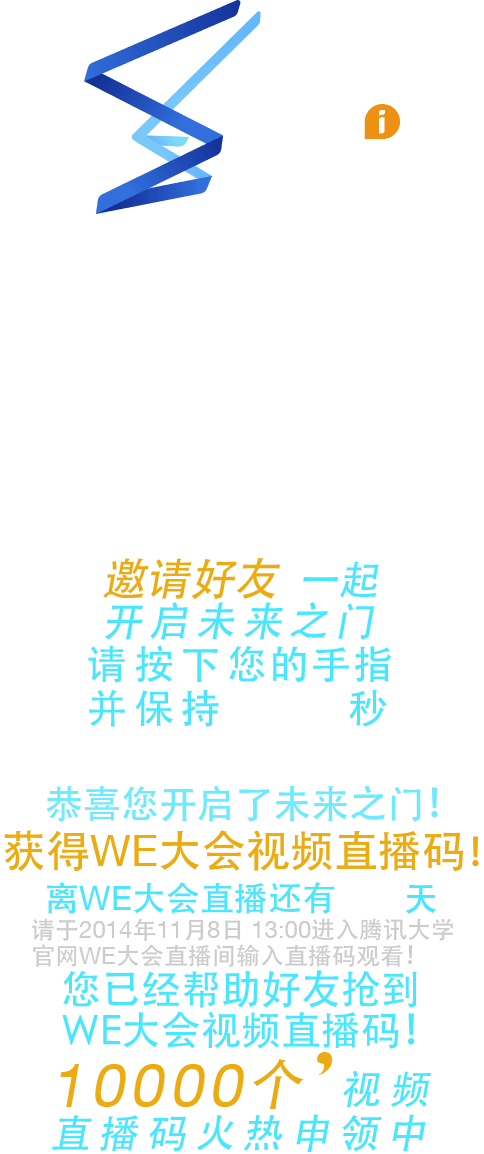 i
邀请好友 一起
开启未来之门
请按下您的手指
并保持 秒
恭喜您开启了未来之门!
获得WE大会视频直播码!
离WE大会直播还有 天
请于2014年11月8日 13:00进入腾讯大学
官网WE大会直播间输入直播码观看!
您已经帮助好友抢到
WE大会视频直播码!
10000个,视频
直播码火热申领中